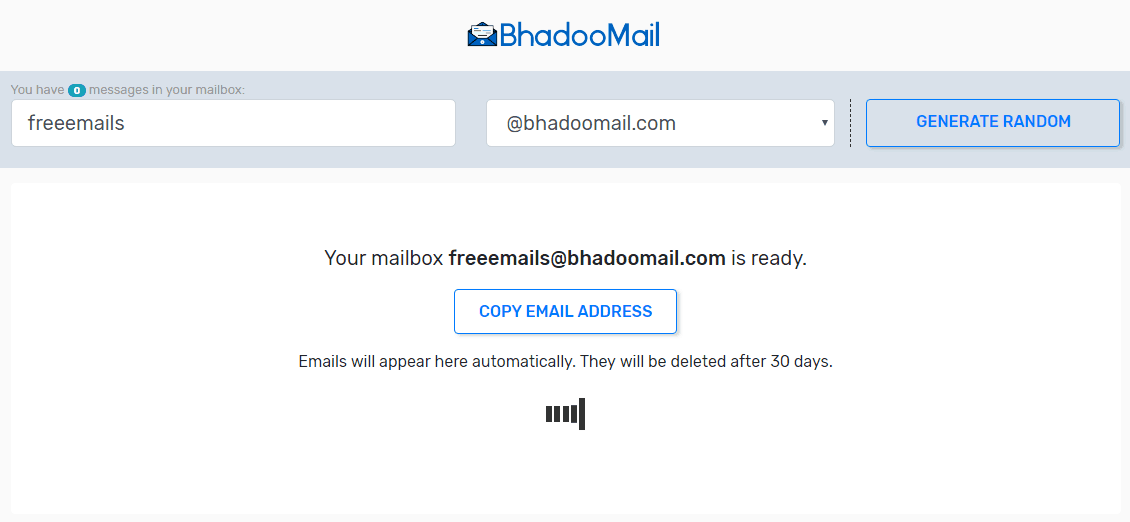 BhadooMail
You have 0 messages in your mailbox:
freeemails
@bhadoomail.com
GENERATE RANDOM
Your mailbox freeemails@bhadoomail.com is ready.
COPY EMAIL ADDRESS
Emails will appear here automatically. They will be deleted after 30 days.